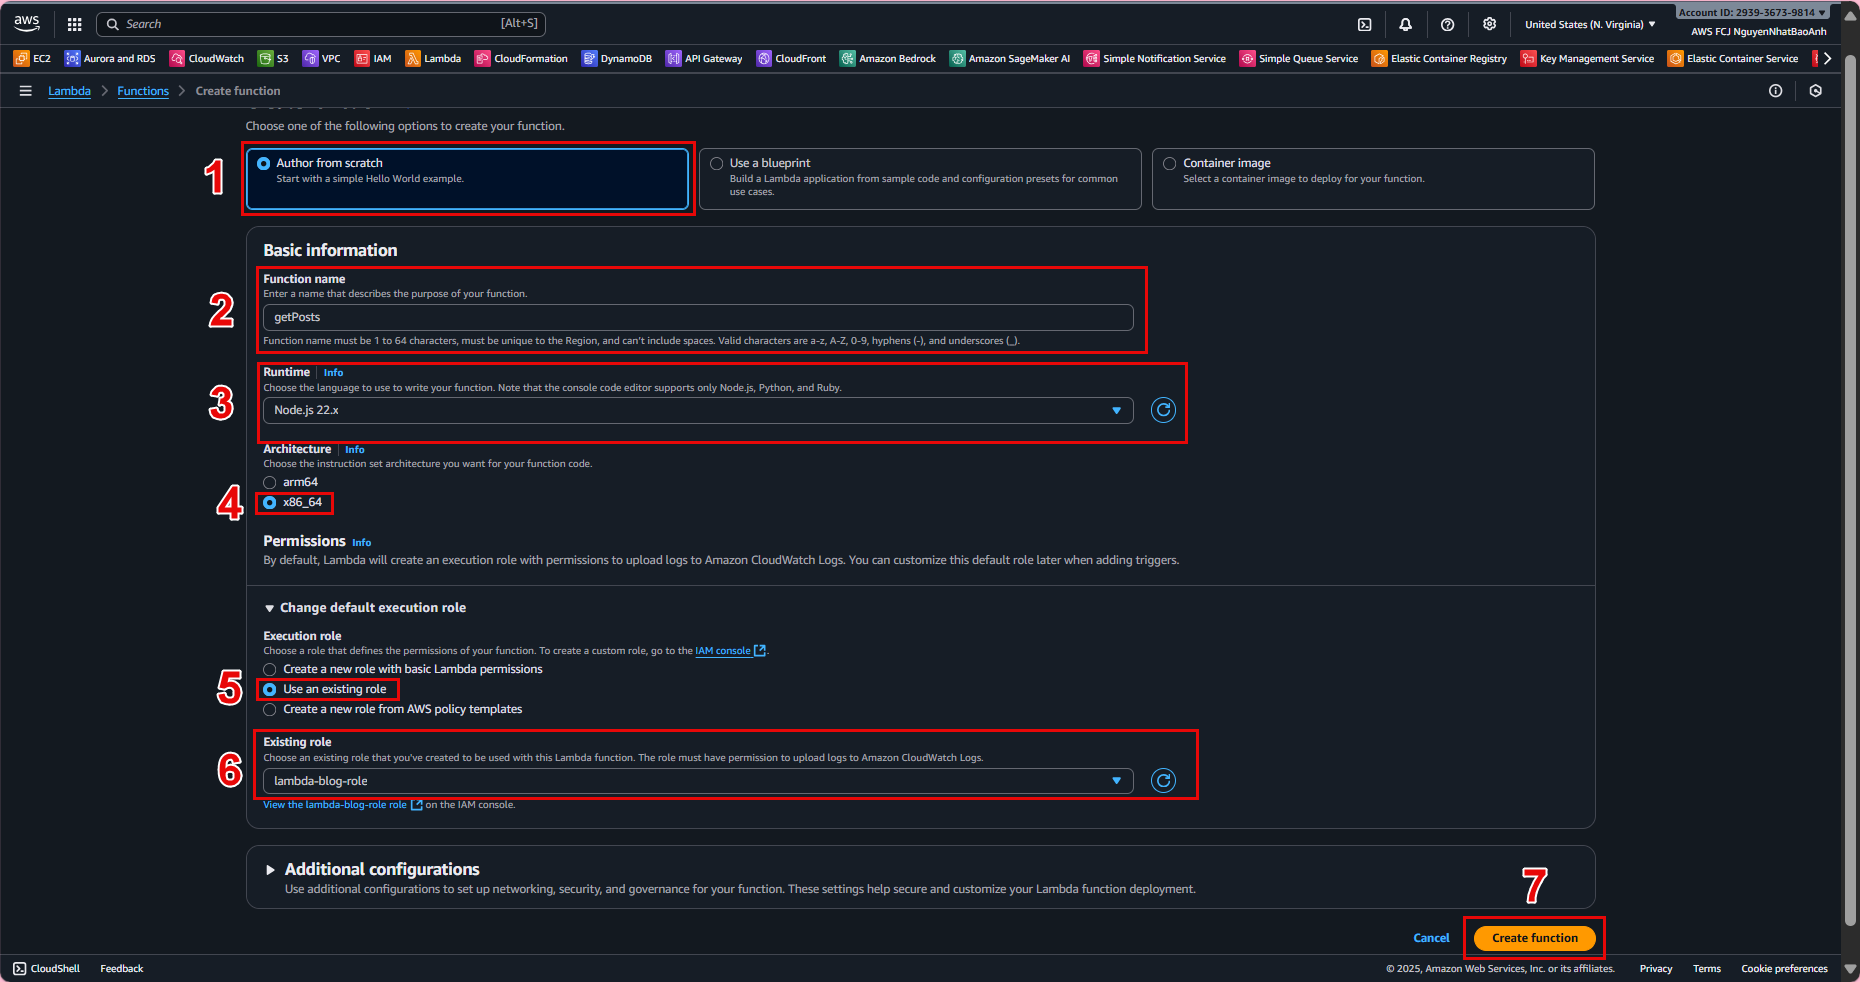 aws
Search
[Alt+S]
United States (N. Virginia)
Account ID: 2939-3673-9814
AWS FCJ NguyenNhatBaoAnh
EC2
Aurora and RDS
CloudWatch
S3
VPC
IAM
Lambda
CloudFormation
DynamoDB
API Gateway
CloudFront
Amazon Bedrock
Amazon SageMaker AI
Simple Notification Service
Simple Queue Service
Elastic Container Registry
Key Management Service
Elastic Container Service
Lambda
Functions
Create function
Choose one of the following options to create your function.
1
Author from scratch
Start with a simple Hello World example.
Use a blueprint
Build a Lambda application from sample code and configuration presets for common
use cases.
Container image
Select a container image to deploy for your function.
Basic information
2
Function name
Enter a name that describes the purpose of your function.
getPosts
Function name must be 1 to 64 characters, must be unique to the Region, and can't include spaces. Valid characters are a-z, A-Z, 0-9, hyphens (-), and underscores (_).
3
Runtime Info
Choose the language to use to write your function. Note that the console code editor supports only Node.js, Python, and Ruby.
Node.js 22.x
Architecture Info
Choose the instruction set architecture you want for your function code.
arm64
4
x86_64
Permissions Info
By default, Lambda will create an execution role with permissions to upload logs to Amazon CloudWatch Logs. You can customize this default role later when adding triggers.
Change default execution role
Execution role
Choose a role that defines the permissions of your function. To create a custom role, go to the IAM console.
Create a new role with basic Lambda permissions
5
Use an existing role
Create a new role from AWS policy templates
6
Existing role
Choose an existing role that you've created to be used with this Lambda function. The role must have permission to upload logs to Amazon CloudWatch Logs.
lambda-blog-role
View the lambda-blog-role role on the IAM console.
Additional configurations
Use additional configurations to set up networking, security, and governance for your function. These settings help secure and customize your Lambda function deployment.
7
Cancel
Create function
CloudShell
Feedback
© 2025, Amazon Web Services, Inc. or its affiliates.
Privacy
Terms
Cookie preferences